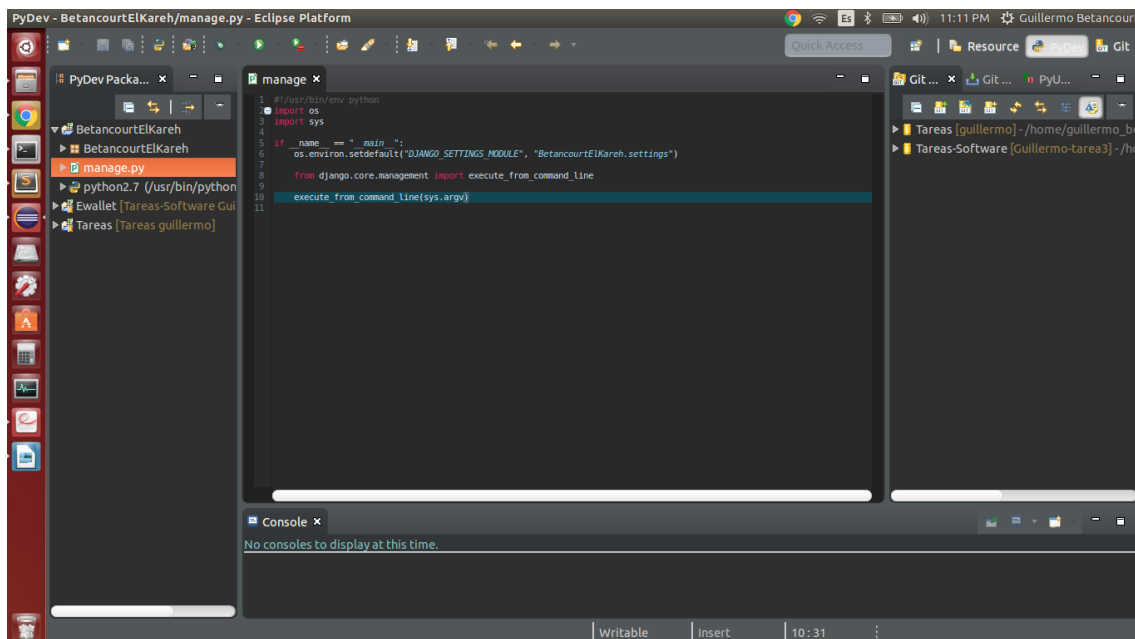 PyDev - BetancourtElKareh/manage.py - Eclipse Platform
Es
11:11 PM
Guillermo Betancour
Quick Access
Resource
PyDev
Git
PyDev Packa...
BetancourtElKareh
BetancourtElKareh
manage.py
python2.7 (/usr/bin/python
Ewallet [Tareas-Software Gui
Tareas [Tareas guillermo]
manage
1 #!/usr/bin/env python
2 import os
3 import sys
4
5 if __name__ == "__main__":
6 os.environ.setdefault("DJANGO_SETTINGS_MODULE", "BetancourtElKareh.settings")
7
8 from django.core.management import execute_from_command_line
9
10 execute_from_command_line(sys.argv)
11
Git ...
Git ...
PyU...
Tareas [guillermo] - /home/guillermo_be
Tareas-Software [Guillermo-tarea3] - /ho
Console
No consoles to display at this time.
Writable
Insert
10 : 31